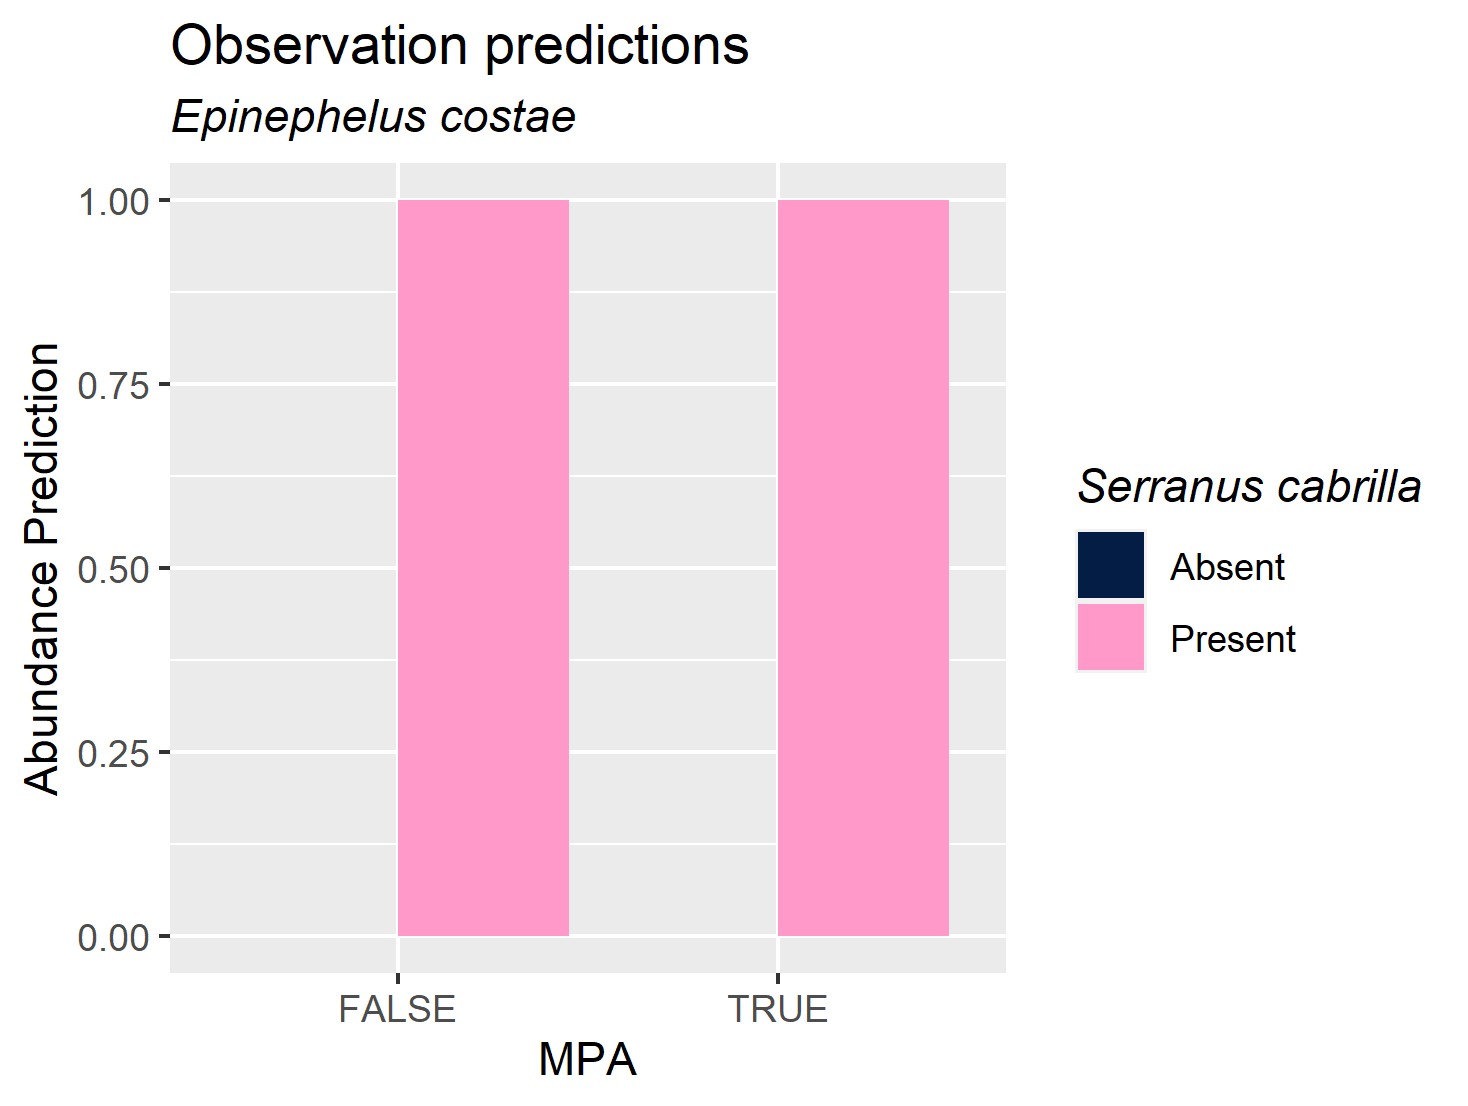 Observation predictions
Epinephelus costae
Abundance Prediction
1.00
0.75
0.50
0.25
0.00
FALSE
TRUE
MPA
Serranus cabrilla
Absent
Present